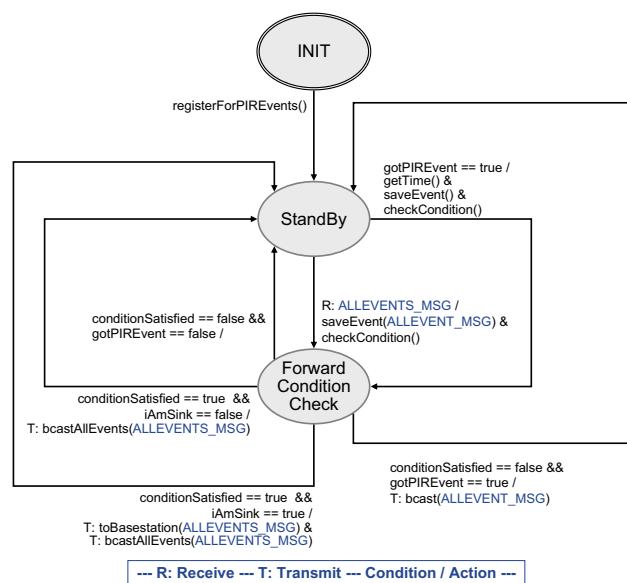 INIT
registerForPIREvents()
gotPIREvent == true /
getTime() &
saveEvent() &
checkCondition()
StandBy
R: ALLEVENTS_MSG /
saveEvent(ALLEVENT_MSG) &
checkCondition()
conditionSatisfied == false &&
gotPIREvent == false /
Forward
Condition
Check
conditionSatisfied == true &&
iAmSink == false /
T: bcastAllEvents(ALLEVENTS_MSG)
conditionSatisfied == false &&
gotPIREvent == true /
T: bcast(ALLEVENT_MSG)
conditionSatisfied == true &&
iAmSink == true /
T: toBasestation(ALLEVENTS_MSG) &
T: bcastAllEvents(ALLEVENTS_MSG)
--- R: Receive --- T: Transmit --- Condition / Action ---